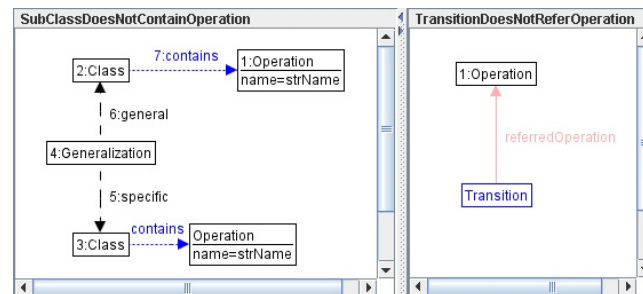 SubClassDoesNotContainOperation
7:contains
2:Class
1:Operation
name=strName
6:general
4:Generalization
5:specific
contains
Operation
3:Class
name=strName
TransitionDoesNotReferOperation
1:Operation
referredOperation
Transition